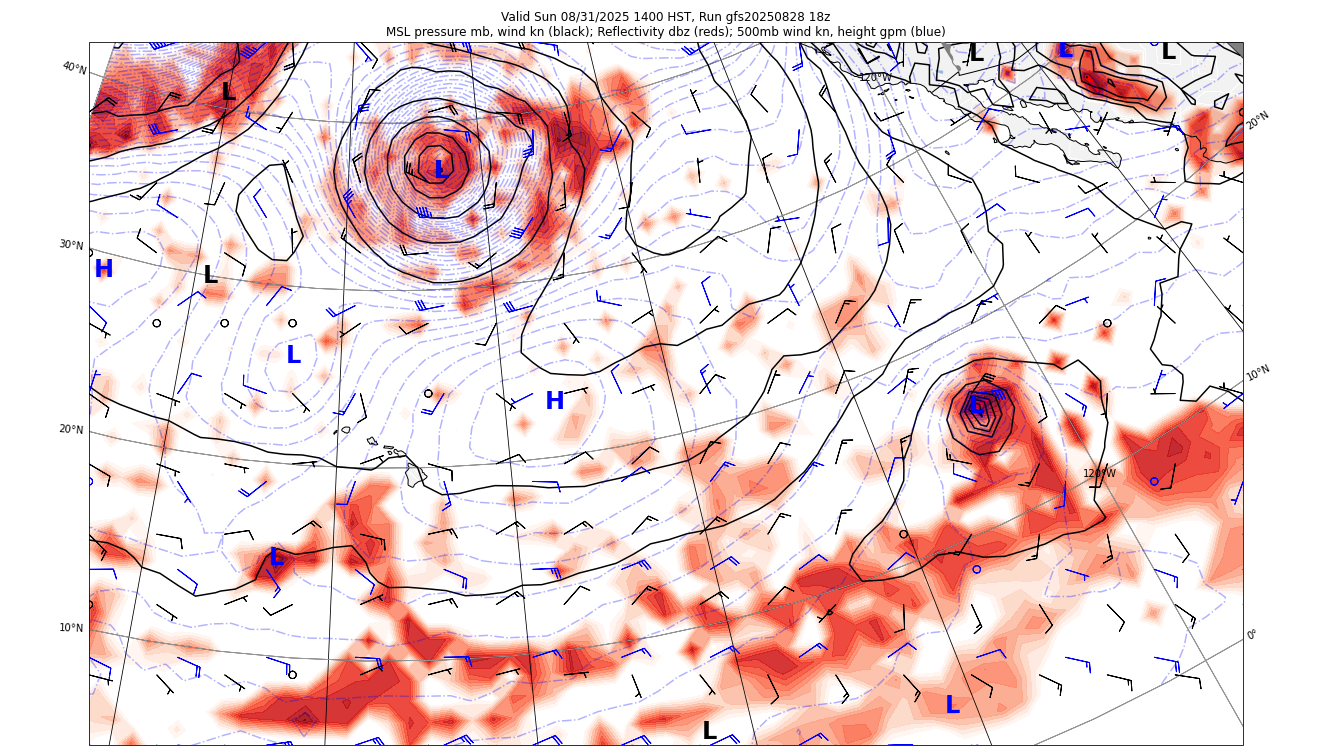 Valid Sun 08/31/2025 1400 HST, Run gfs20250828 18z
MSL pressure mb, wind kn (black); Reflectivity dbz (reds); 500mb wind kn, height gpm (blue)
L L L
40°N 120°W
L
20°N
L
30°N H L
L
10°N
H L
20°N
120°W
L
10°N
0°
L
L